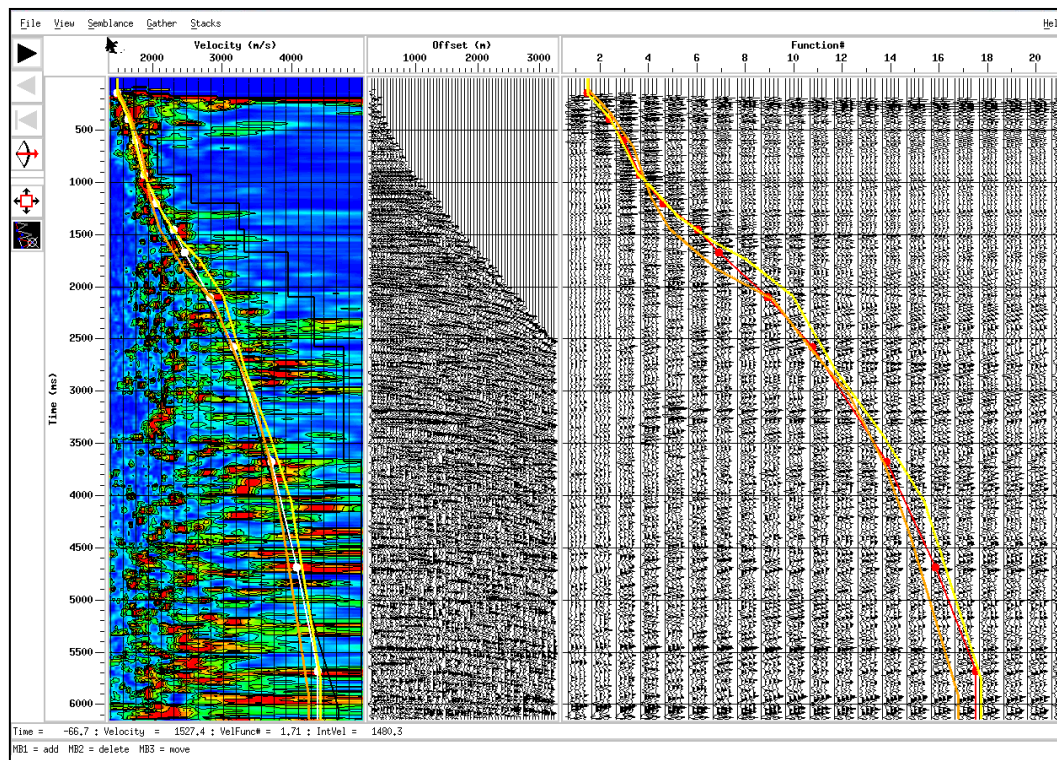 File View Semblance Gather Stacks Hel
Velocity (m/s) Offset (m) Function#
2000 3000 4000 1000 2000 3000 2 4 6 8 10 12 14 16 18 20
500
1000
1500
2000
2500
3000
Time (ms)
3500
4000
4500
5000
5500
6000
Time = -66.7 : Velocity = 1527.4 : VelFunc# = 1.71 : IntVel = 1480.3
MB1 = add MB2 = delete MB3 = move